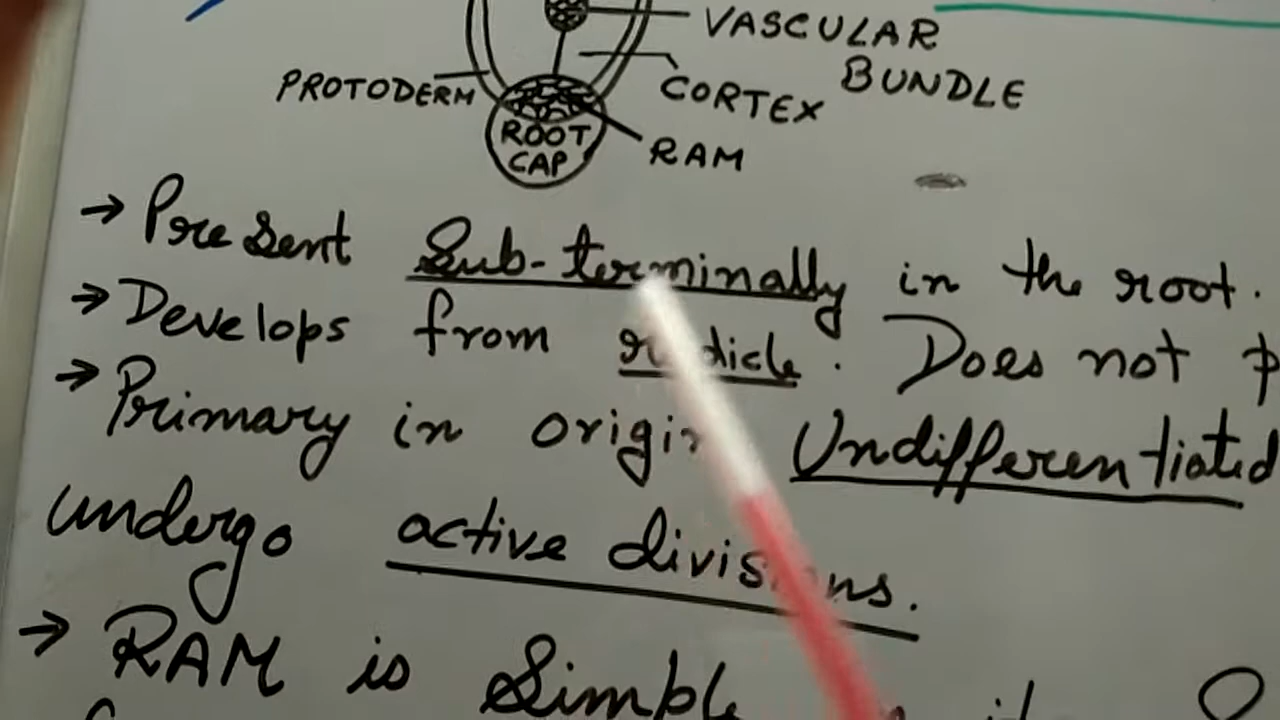 VASCULAR
BUNDLE
PROTODERM
CORTEX
ROOT
CAP
RAM
→ Present Sub-terminally in the root.
→ Develops from radicle. Does not
→ Primary in origin Undifferentiated
undergo active divisions.
→ RAM is Simple